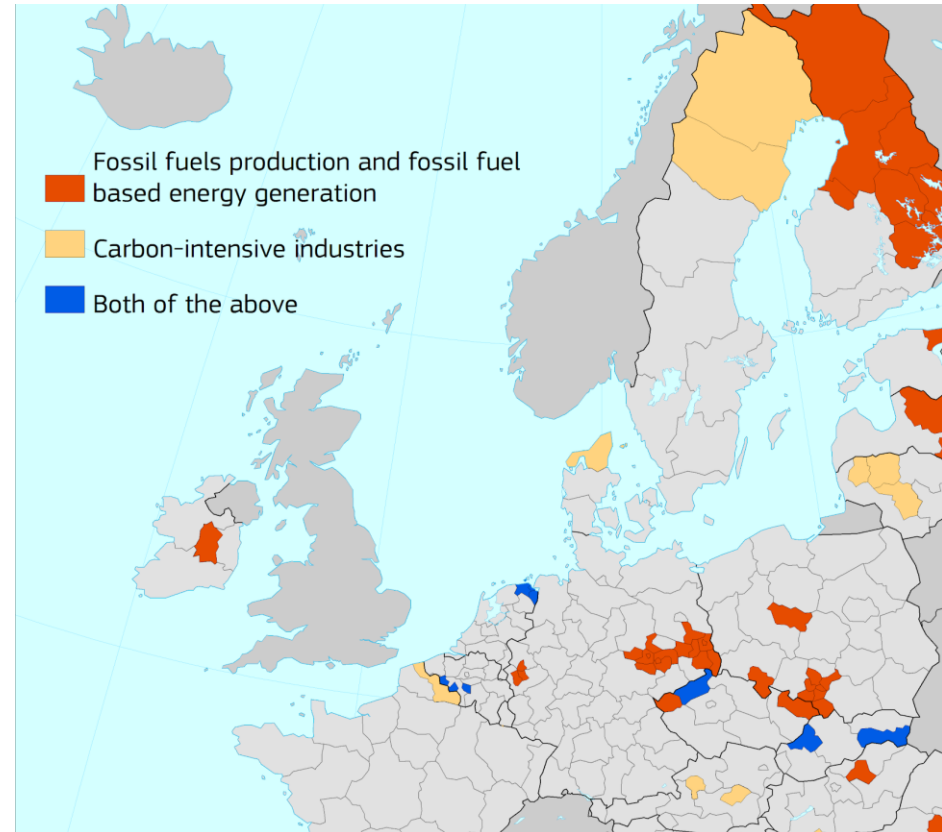 Fossil fuels production and fossil fuel
based energy generation
Carbon-intensive industries
Both of the above